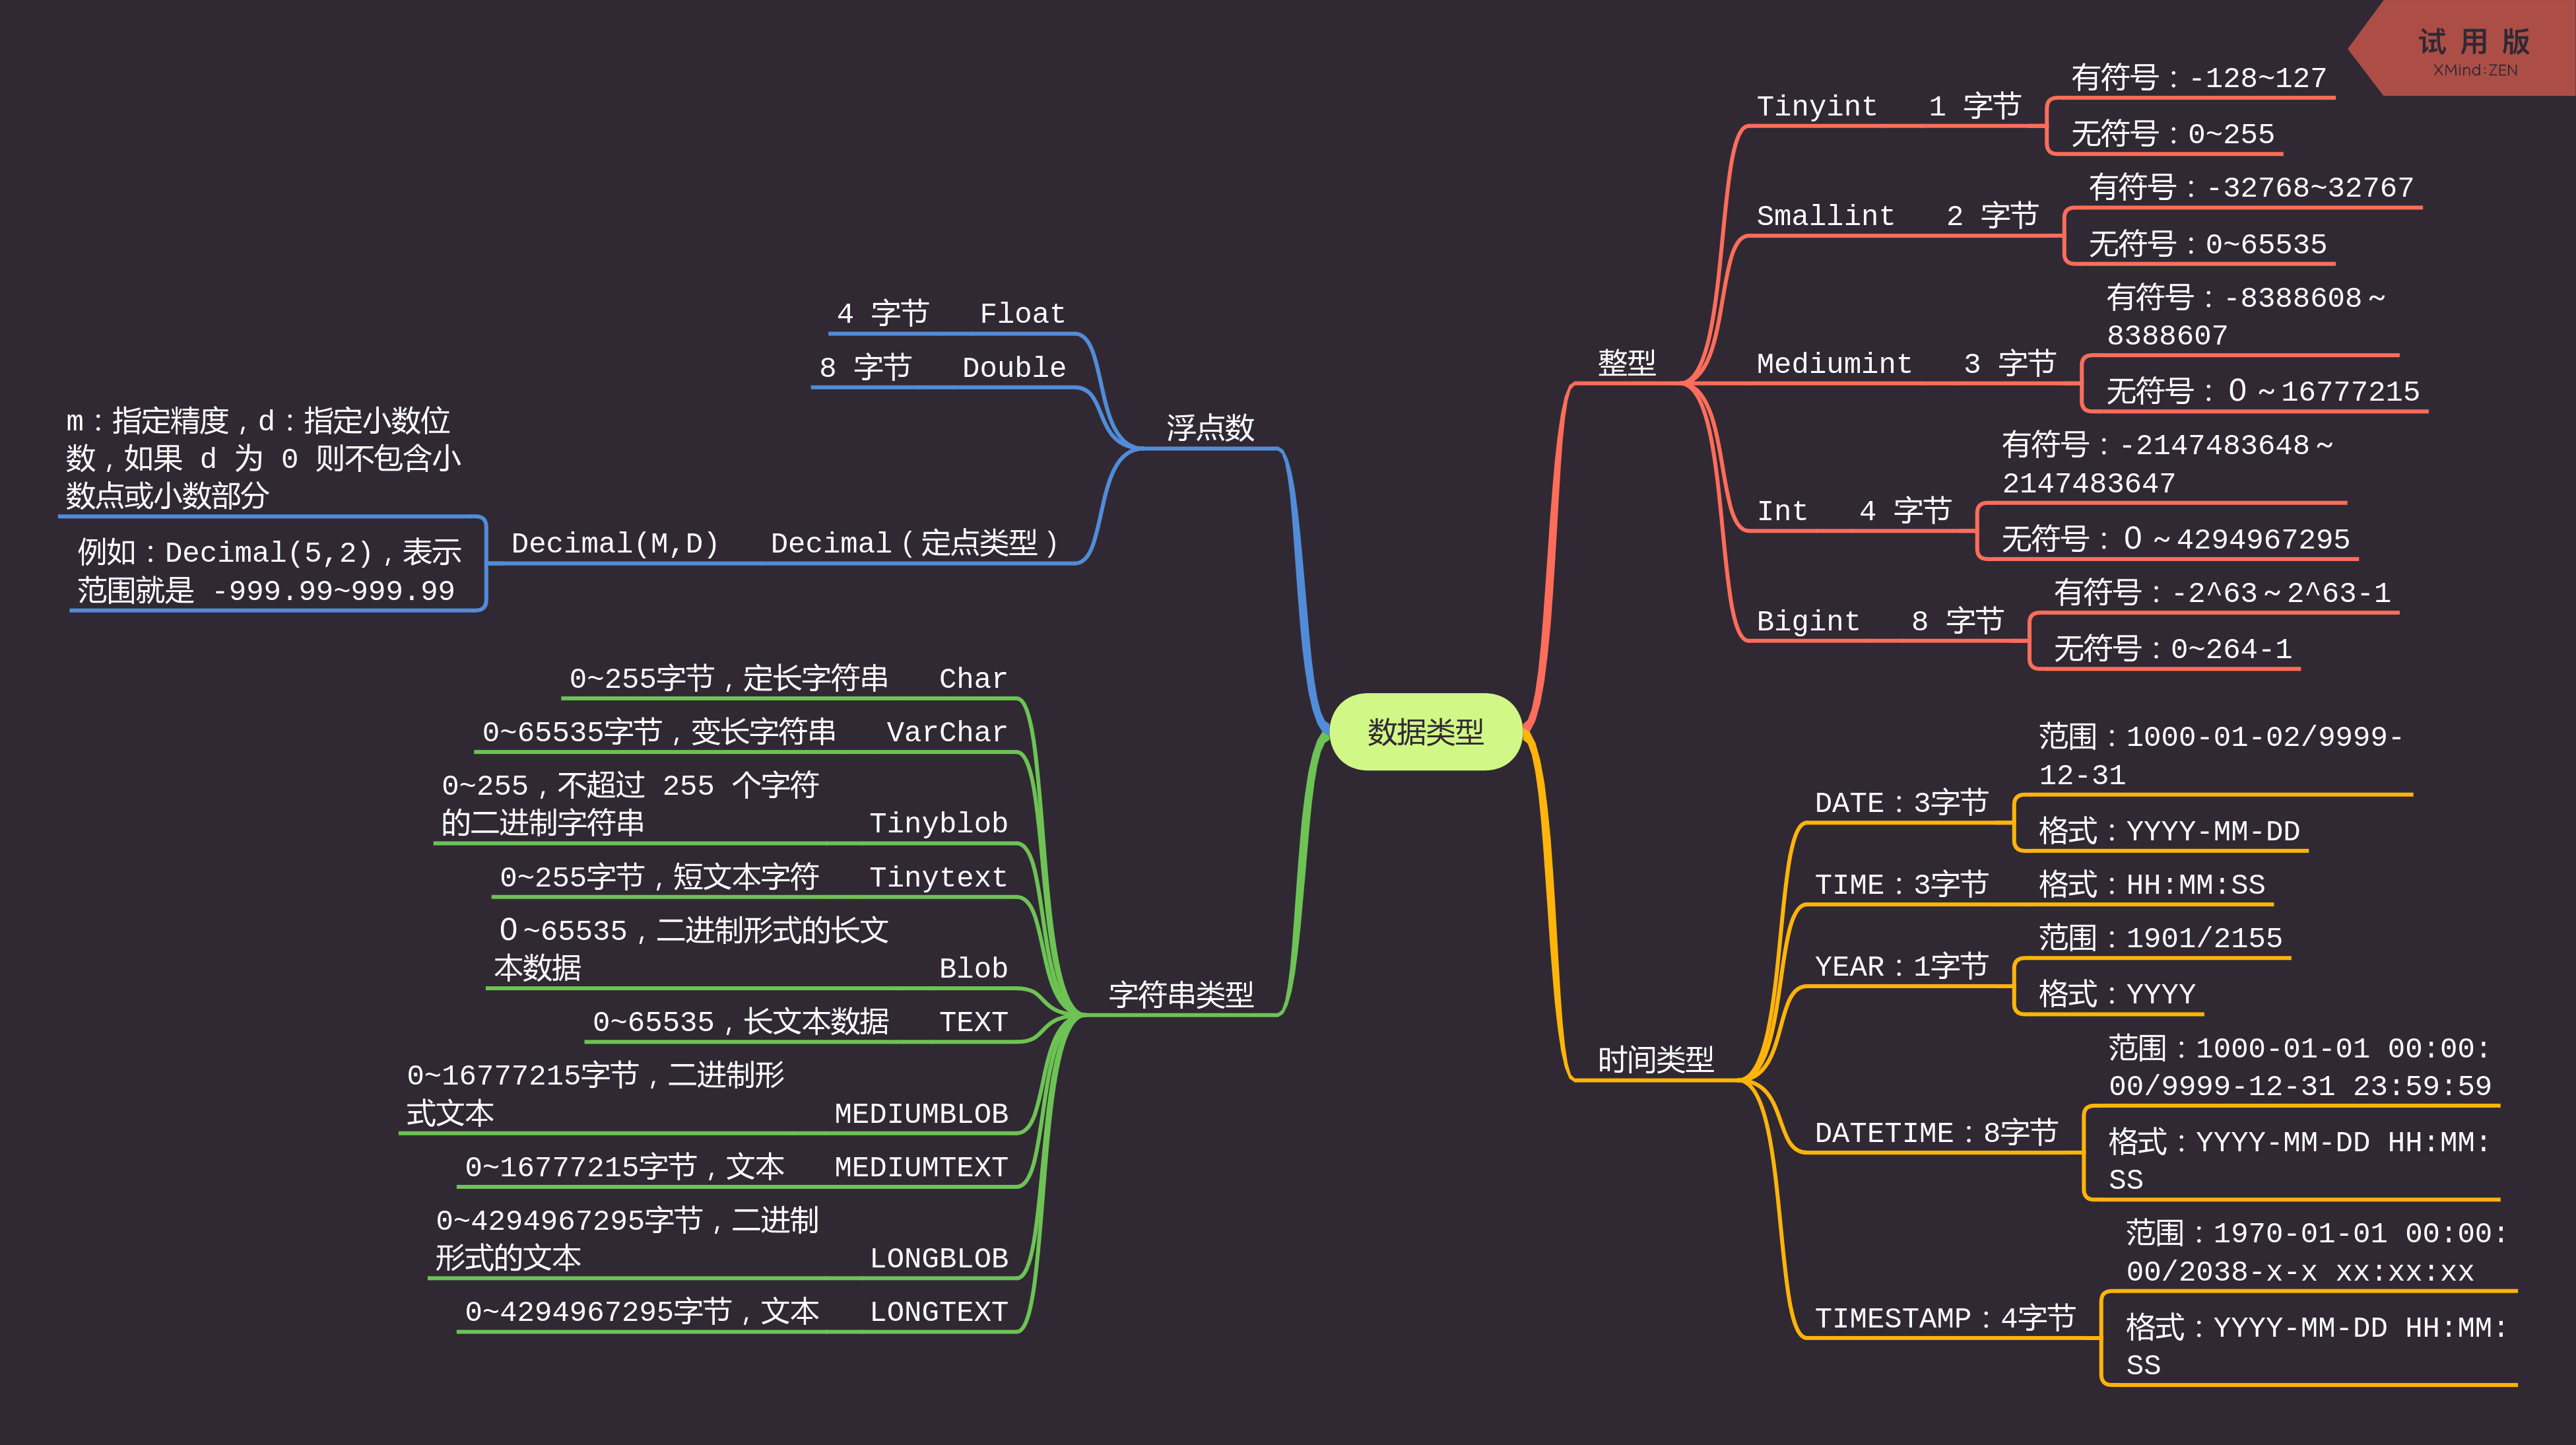 试 用 版
XMind:ZEN
数据类型
整型
Tinyint
1 字节
有符号：-128~127
无符号：0~255
Smallint
2 字节
有符号：-32768~32767
无符号：0~65535
Mediumint
3 字节
有符号：-8388608～
8388607
无符号：０～16777215
Int
4 字节
有符号：-2147483648～
2147483647
无符号：０～4294967295
Bigint
8 字节
有符号：-2^63～2^63-1
无符号：0~264-1
时间类型
DATE：3字节
范围：1000-01-02/9999-
12-31
格式：YYYY-MM-DD
TIME：3字节
格式：HH:MM:SS
YEAR：1字节
范围：1901/2155
格式：YYYY
DATETIME：8字节
范围：1000-01-01 00:00:
00/9999-12-31 23:59:59
格式：YYYY-MM-DD HH:MM:
SS
TIMESTAMP：4字节
范围：1970-01-01 00:00:
00/2038-x-x xx:xx:xx
格式：YYYY-MM-DD HH:MM:
SS
浮点数
Float
4 字节
Double
8 字节
Decimal（定点类型）
Decimal(M,D)
m：指定精度，d：指定小数位
数，如果 d 为 0 则不包含小
数点或小数部分
例如：Decimal(5,2)，表示
范围就是 -999.99~999.99
字符串类型
Char
0~255字节，定长字符串
VarChar
0~65535字节，变长字符串
Tinyblob
0~255，不超过 255 个字符
的二进制字符串
Tinytext
0~255字节，短文本字符
Blob
０~65535，二进制形式的长文
本数据
TEXT
0~65535，长文本数据
MEDIUMBLOB
0~16777215字节，二进制形
式文本
MEDIUMTEXT
0~16777215字节，文本
LONGBLOB
0~4294967295字节，二进制
形式的文本
LONGTEXT
0~4294967295字节，文本